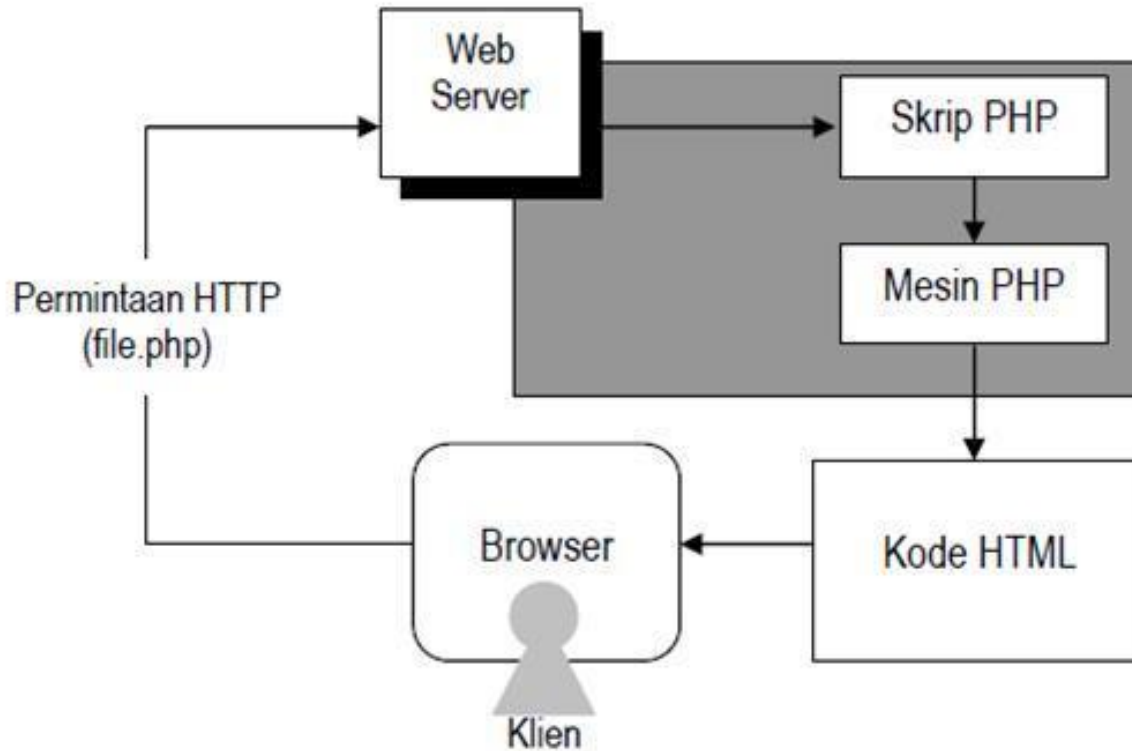 Web
Server
Skrip PHP
Mesin PHP
Permintaan HTTP
(file.php)
Browser
Kode HTML
Klien